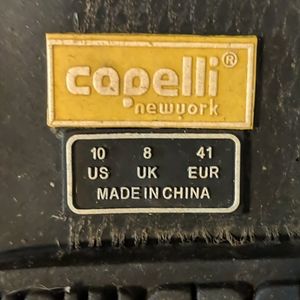 capelli®
newyork
10 8 41
US UK EUR
MADE IN CHINA